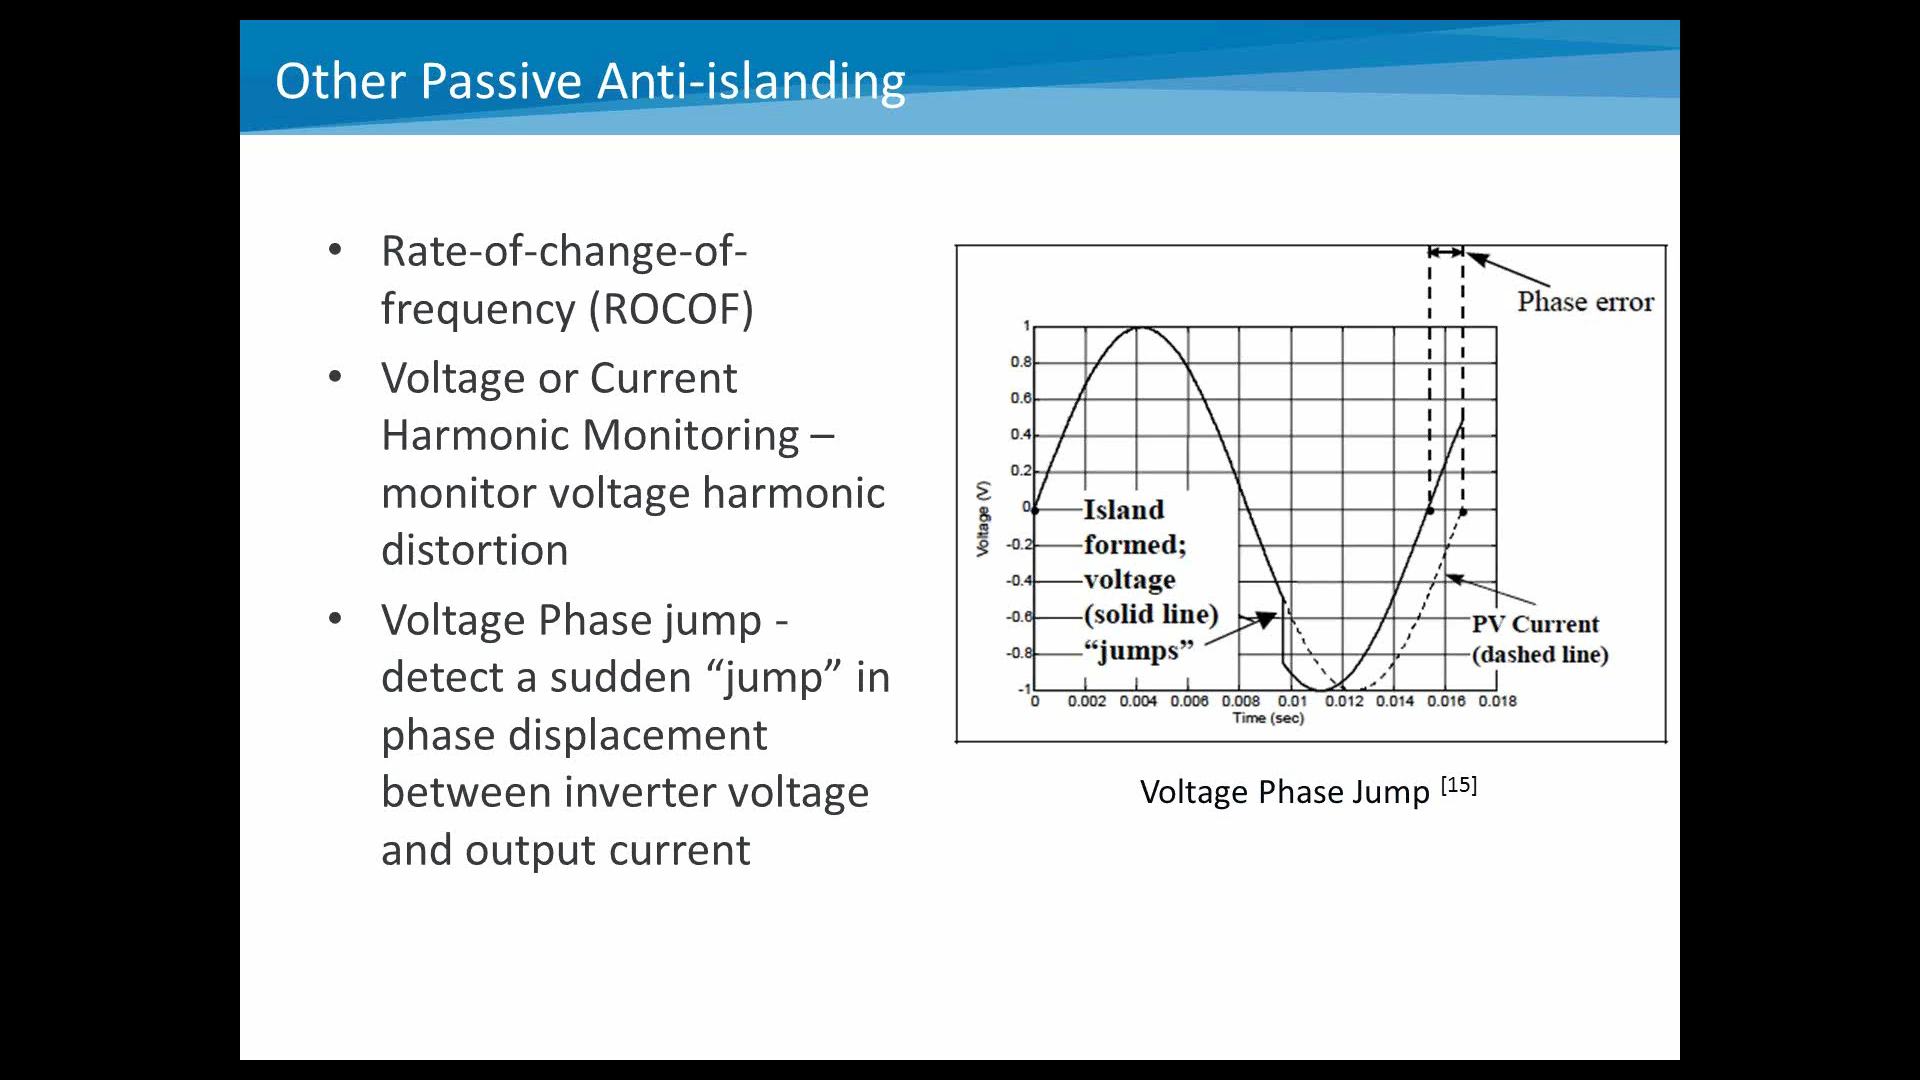 Other Passive Anti-islanding
• Rate-of-change-of-
frequency (ROCOF)
• Voltage or Current
Harmonic Monitoring –
monitor voltage harmonic
distortion
• Voltage Phase jump -
detect a sudden “jump” in
phase displacement
between inverter voltage
and output current
Phase error
1
0.8
0.6
0.4
0.2
0
-0.2
-0.4
-0.6
-0.8
-1
Voltage (V)
Island
formed;
voltage
(solid line)
“jumps”
PV Current
(dashed line)
0 0.002 0.004 0.006 0.008 0.01 0.012 0.014 0.016 0.018
Time (sec)
Voltage Phase Jump [15]